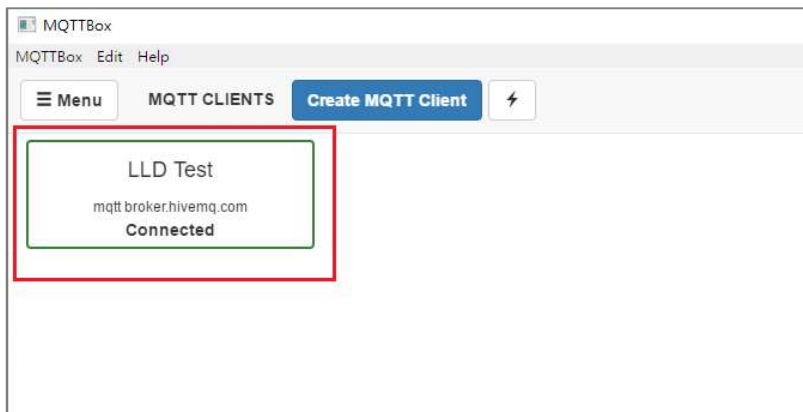 MQTTBox
MQTTBox Edit Help
Menu MQTT CLIENTS Create MQTT Client
LLD Test
mqtt broker.hivemq.com
Connected